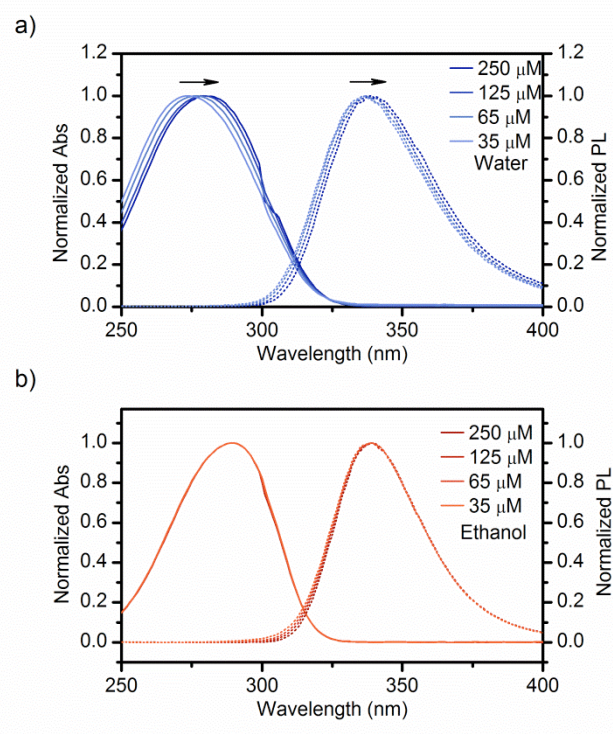 a)
1.2
1.2
250 μM
125 μM
65 μM
35 μM
Water
1.0
1.0
0.8
0.8
0.6
0.6
0.4
0.4
0.2
0.2
0.0
0.0
Normalized Abs
Normalized PL
250
300
350
400
Wavelength (nm)
b)
250 μM
125 μM
65 μM
35 μM
Ethanol
1.0
1.0
0.8
0.8
0.6
0.6
0.4
0.4
0.2
0.2
0.0
0.0
Normalized Abs
Normalized PL
250
300
350
400
Wavelength (nm)